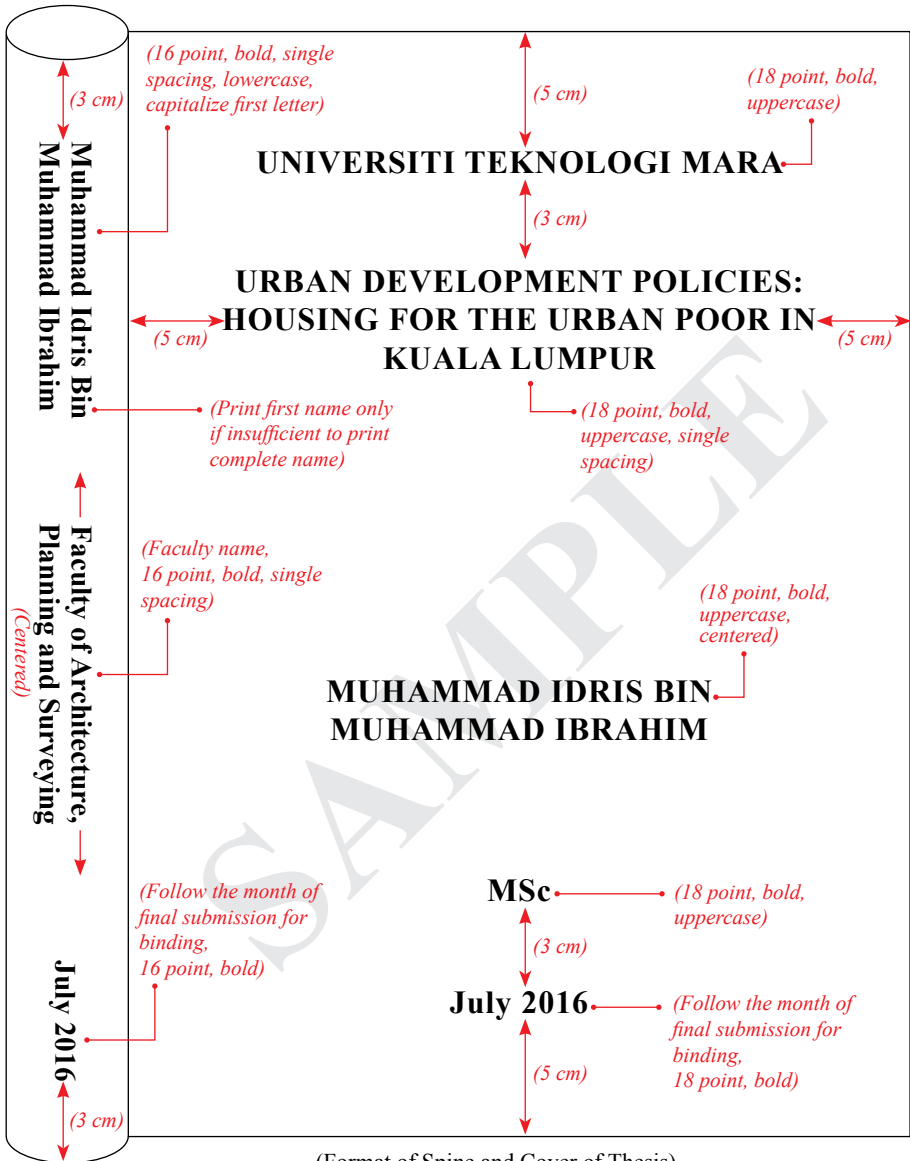 (16 point, bold, single
spacing, lowercase,
capitalize first letter)
(3 cm)
Muhammad Idris Bin
Muhammad Ibrahim
(Print first name only
if insufficient to print
complete name)
Faculty of Architecture,
Planning and Surveying
(Centered)
(Faculty name,
16 point, bold, single
spacing)
(Follow the month of
final submission for
binding,
16 point, bold)
July 2016
(3 cm)
(5 cm)
(18 point, bold,
uppercase)
UNIVERSITI TEKNOLOGI MARA
(3 cm)
URBAN DEVELOPMENT POLICIES:
HOUSING FOR THE URBAN POOR IN
KUALA LUMPUR
(5 cm)
(5 cm)
(18 point, bold,
uppercase, single
spacing)
SAMPLE
(18 point, bold,
uppercase,
centered)
MUHAMMAD IDRIS BIN
MUHAMMAD IBRAHIM
MSc
(18 point, bold,
uppercase)
(3 cm)
July 2016
(Follow the month of
final submission for
binding,
18 point, bold)
(5 cm)
(Format of Spine and Cover of Thesis)